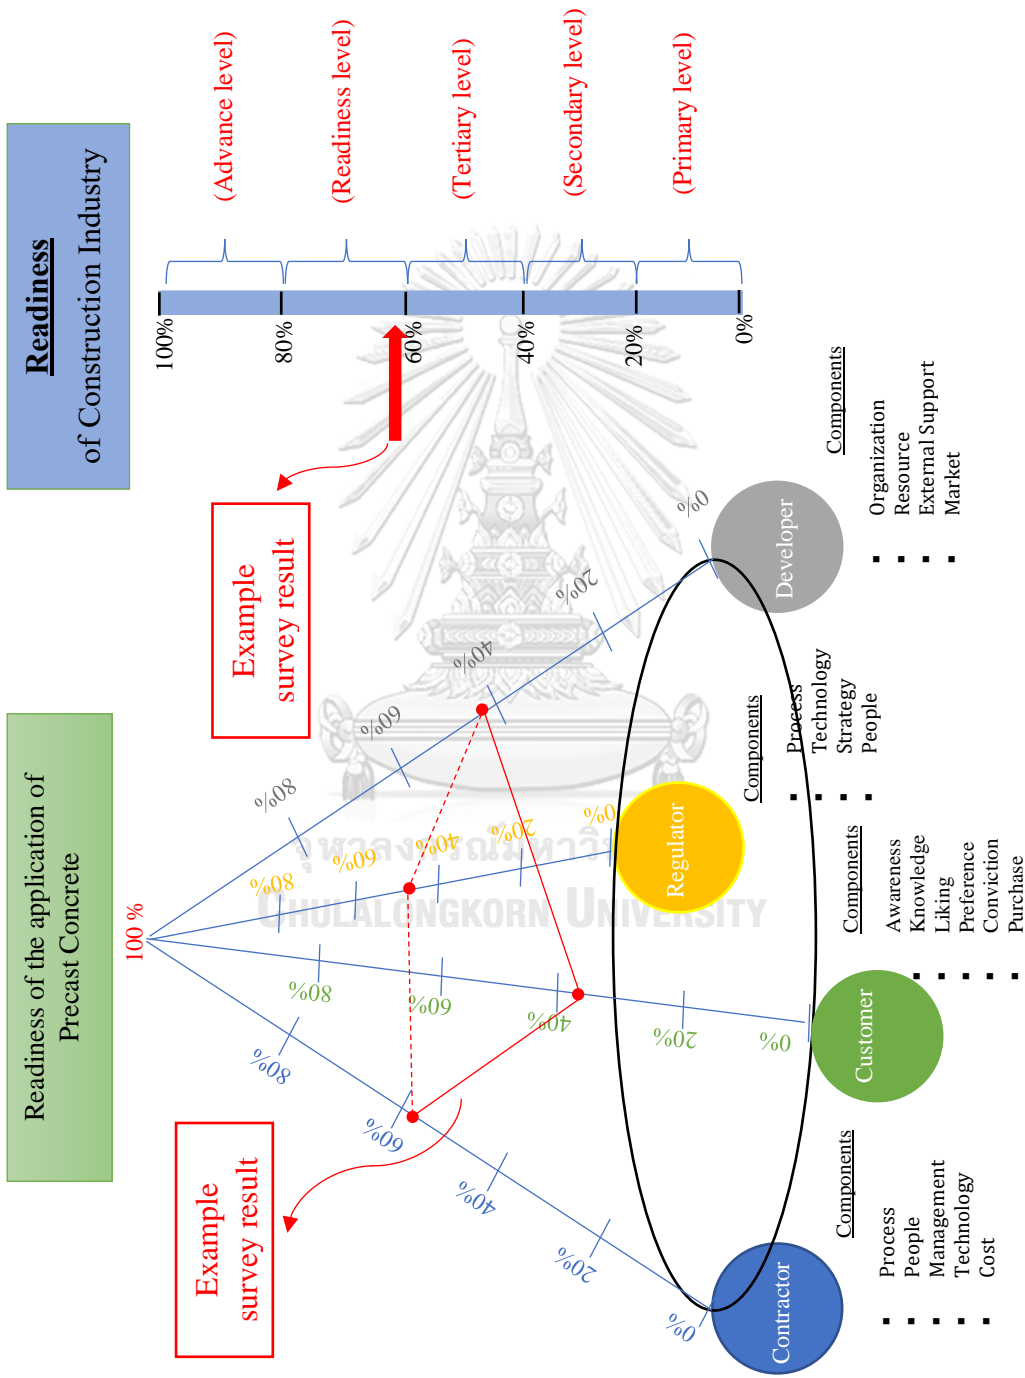 Readiness of the application of
Precast Concrete
Readiness
of Construction Industry
100 %
Example
survey result
Example
survey result
80%
60%
40%
20%
0%
80%
60%
40%
20%
0%
80%
60%
40%
20%
0%
80%
60%
40%
20%
0%
100%
80%
60%
40%
20%
0%
(Advance level)
(Readiness level)
(Tertiary level)
(Secondary level)
(Primary level)
Contractor
Components
▪ Process
▪ People
▪ Management
▪ Technology
▪ Cost
Customer
Components
▪ Awareness
▪ Knowledge
▪ Liking
▪ Preference
▪ Conviction
▪ Purchase
Regulator
Components
▪ Process
▪ Technology
▪ Strategy
▪ People
Developer
Components
▪ Organization
▪ Resource
▪ External Support
▪ Market
CHULALONGKORN UNIVERSITY